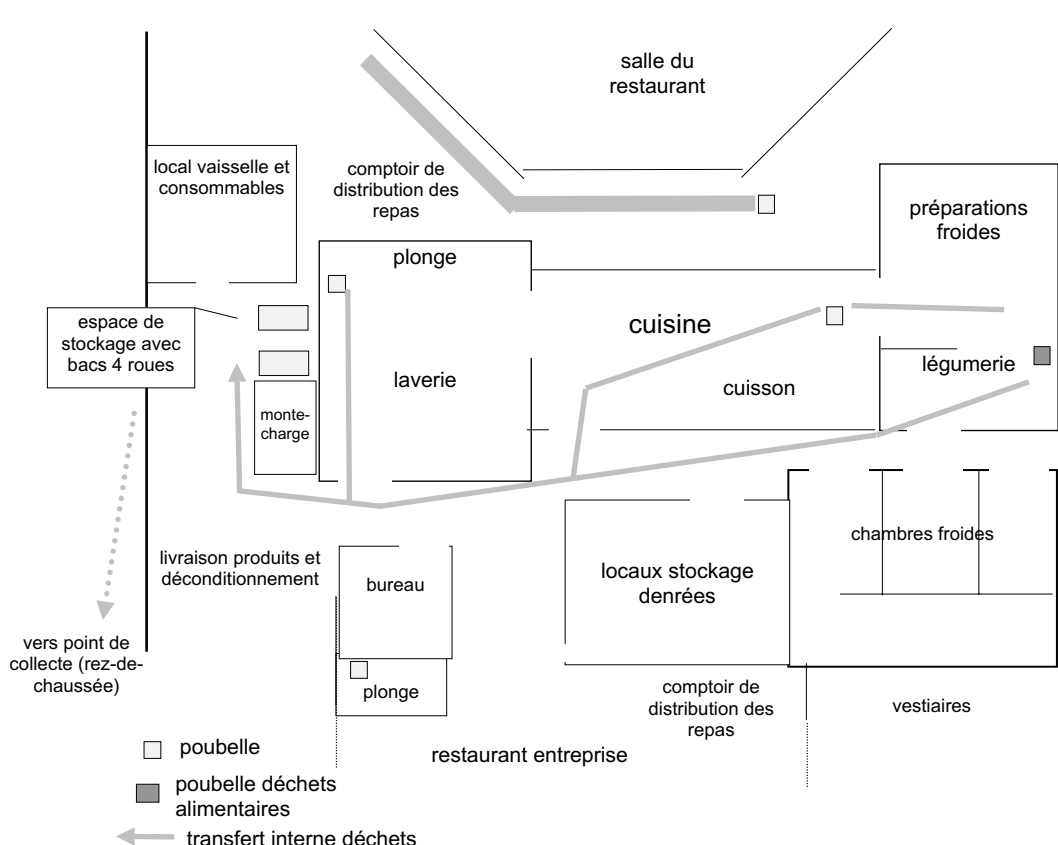 salle du
restaurant
local vaisselle et
consommables
comptoir de
distribution des
repas
préparations
froides
plonge
espace de
stockage avec
bacs 4 roues
cuisine
légumerie
laverie
cuisson
monte-
charge
livraison produits et
déconditionnement
bureau
locaux stockage
denrées
chambres froides
vers point de
collecte (rez-de-
chaussée)
plonge
comptoir de
distribution des
repas
vestiaires
restaurant entreprise
poubelle
poubelle déchets
alimentaires
transfert interne déchets